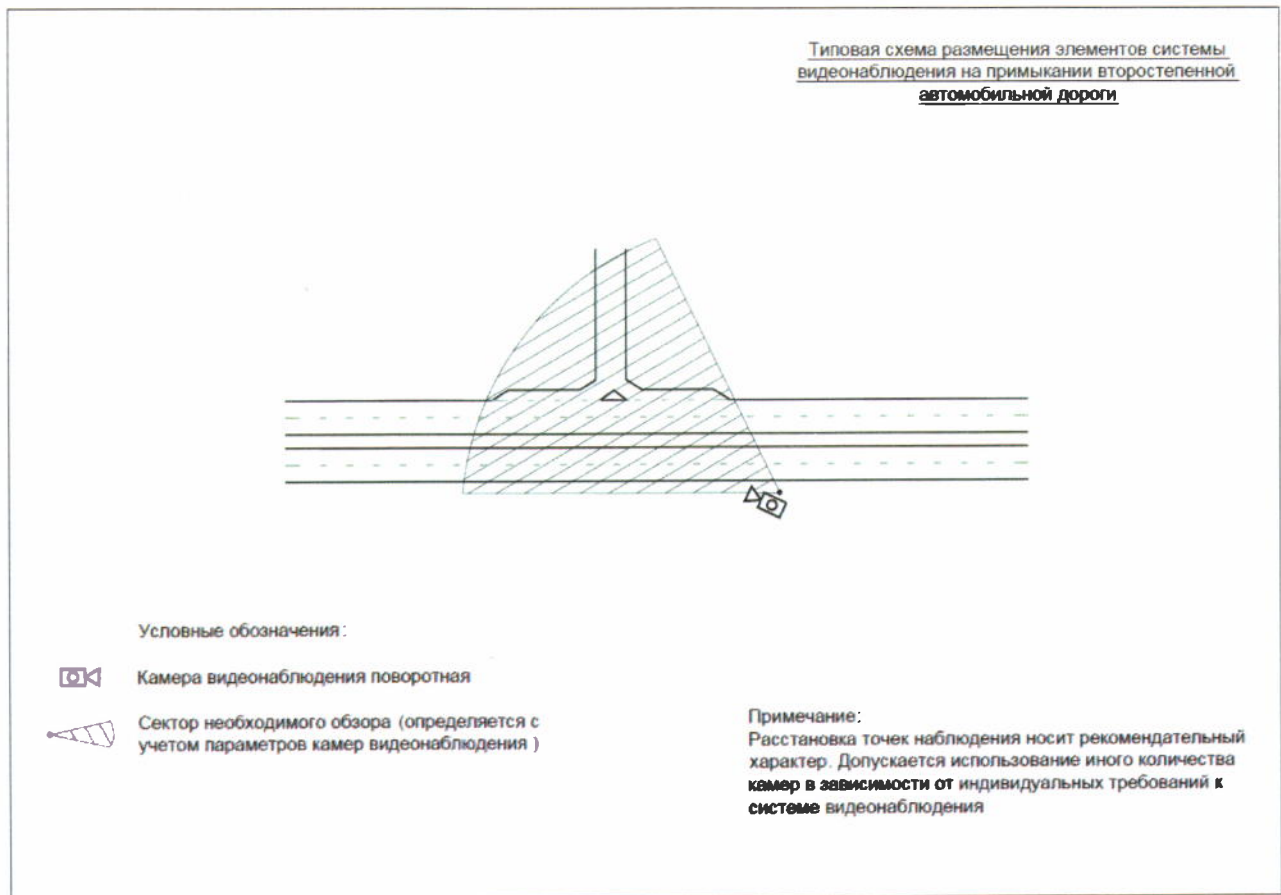 Типовая схема размещения элементов системы
видеонаблюдения на примыкании второстепенной
автомобильной дороги
Условные обозначения:
Камера видеонаблюдения поворотная
Сектор необходимого обзора (определяется с
учетом параметров камер видеонаблюдения )
Примечание:
Расстановка точек наблюдения носит рекомендательный
характер. Допускается использование иного количества
камер в зависимости от индивидуальных требований к
системе видеонаблюдения